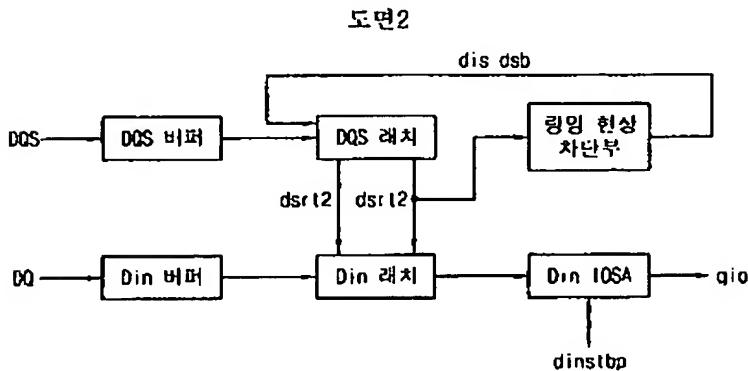 도면2
dis dsb
DQS
DQS 버퍼
DQS 래치
링잉 현상
차단부
dsrt2
dsrt2
DQ
Din 버퍼
Din 래치
Din IOSA
gio
dinstbp